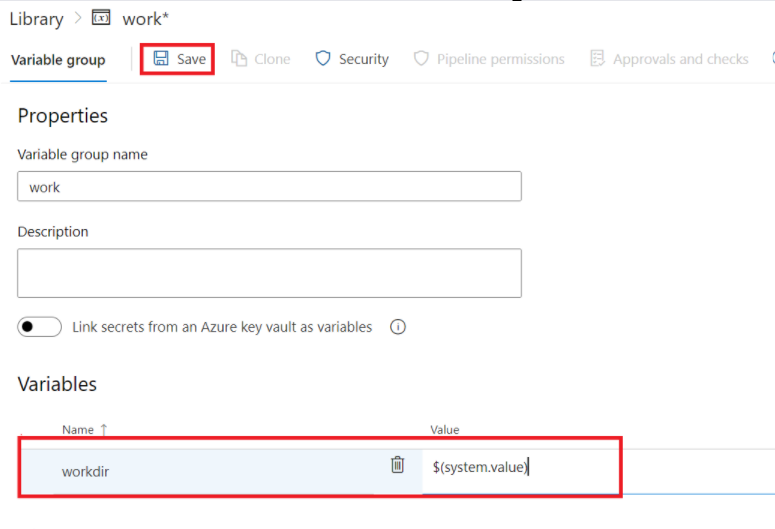 Library > work*
Variable group Save Clone Security Pipeline permissions Approvals and checks
Properties
Variable group name
work
Description
Link secrets from an Azure key vault as variables
Variables
Name ↑ Value
workdir $(system.value)